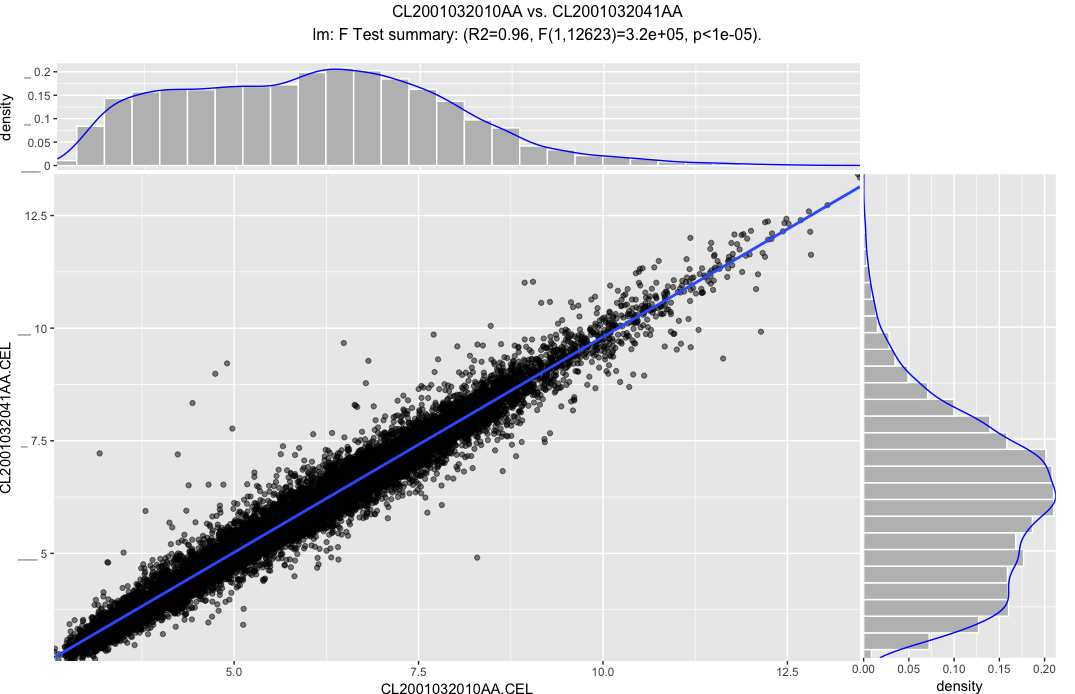 CL2001032010AA vs. CL2001032041AA
lm: F Test summary: (R2=0.96, F(1,12623)=3.2e+05, p<1e-05).
density
0.2
0.15
0.1
0.05
0
CL2001032041AA.CEL
12.5
10
7.5
5
5.0 7.5 10.0 12.5
CL2001032010AA.CEL
0.00 0.05 0.10 0.15 0.20
density